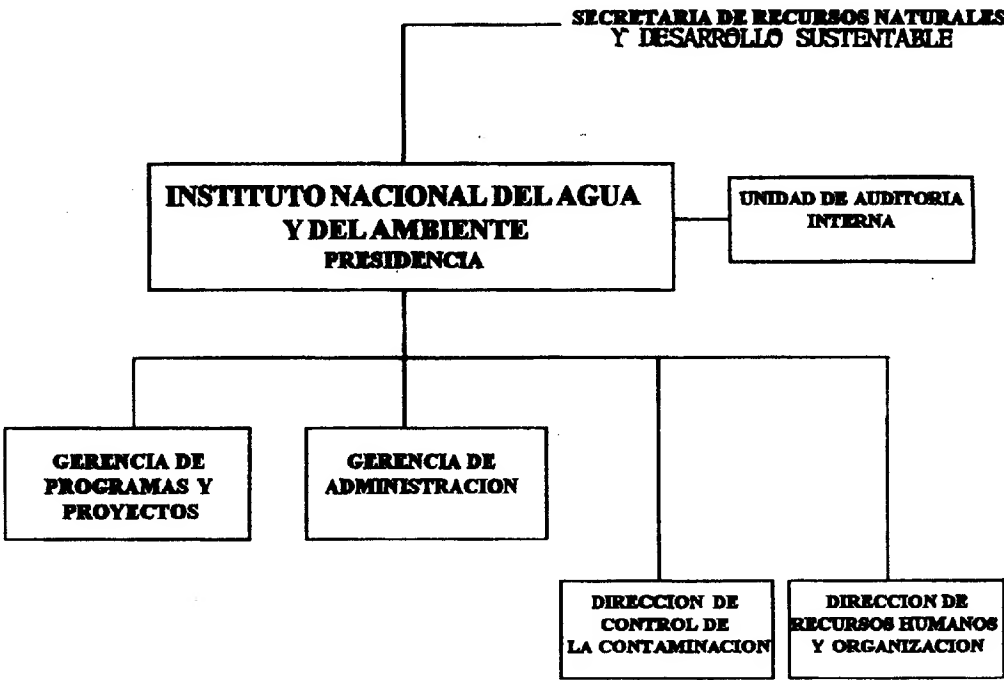 SECRETARIA DE RECURSOS NATURALES
Y DESARROLLO SUSTENTABLE
INSTITUTO NACIONAL DEL AGUA
Y DEL AMBIENTE
PRESIDENCIA
UNIDAD DE AUDITORIA
INTERNA
GERENCIA DE
PROGRAMAS Y
PROYECTOS
GERENCIA DE
ADMINISTRACION
DIRECCION DE
CONTROL DE
LA CONTAMINACION
DIRECCION DE
RECURSOS HUMANOS
Y ORGANIZACION